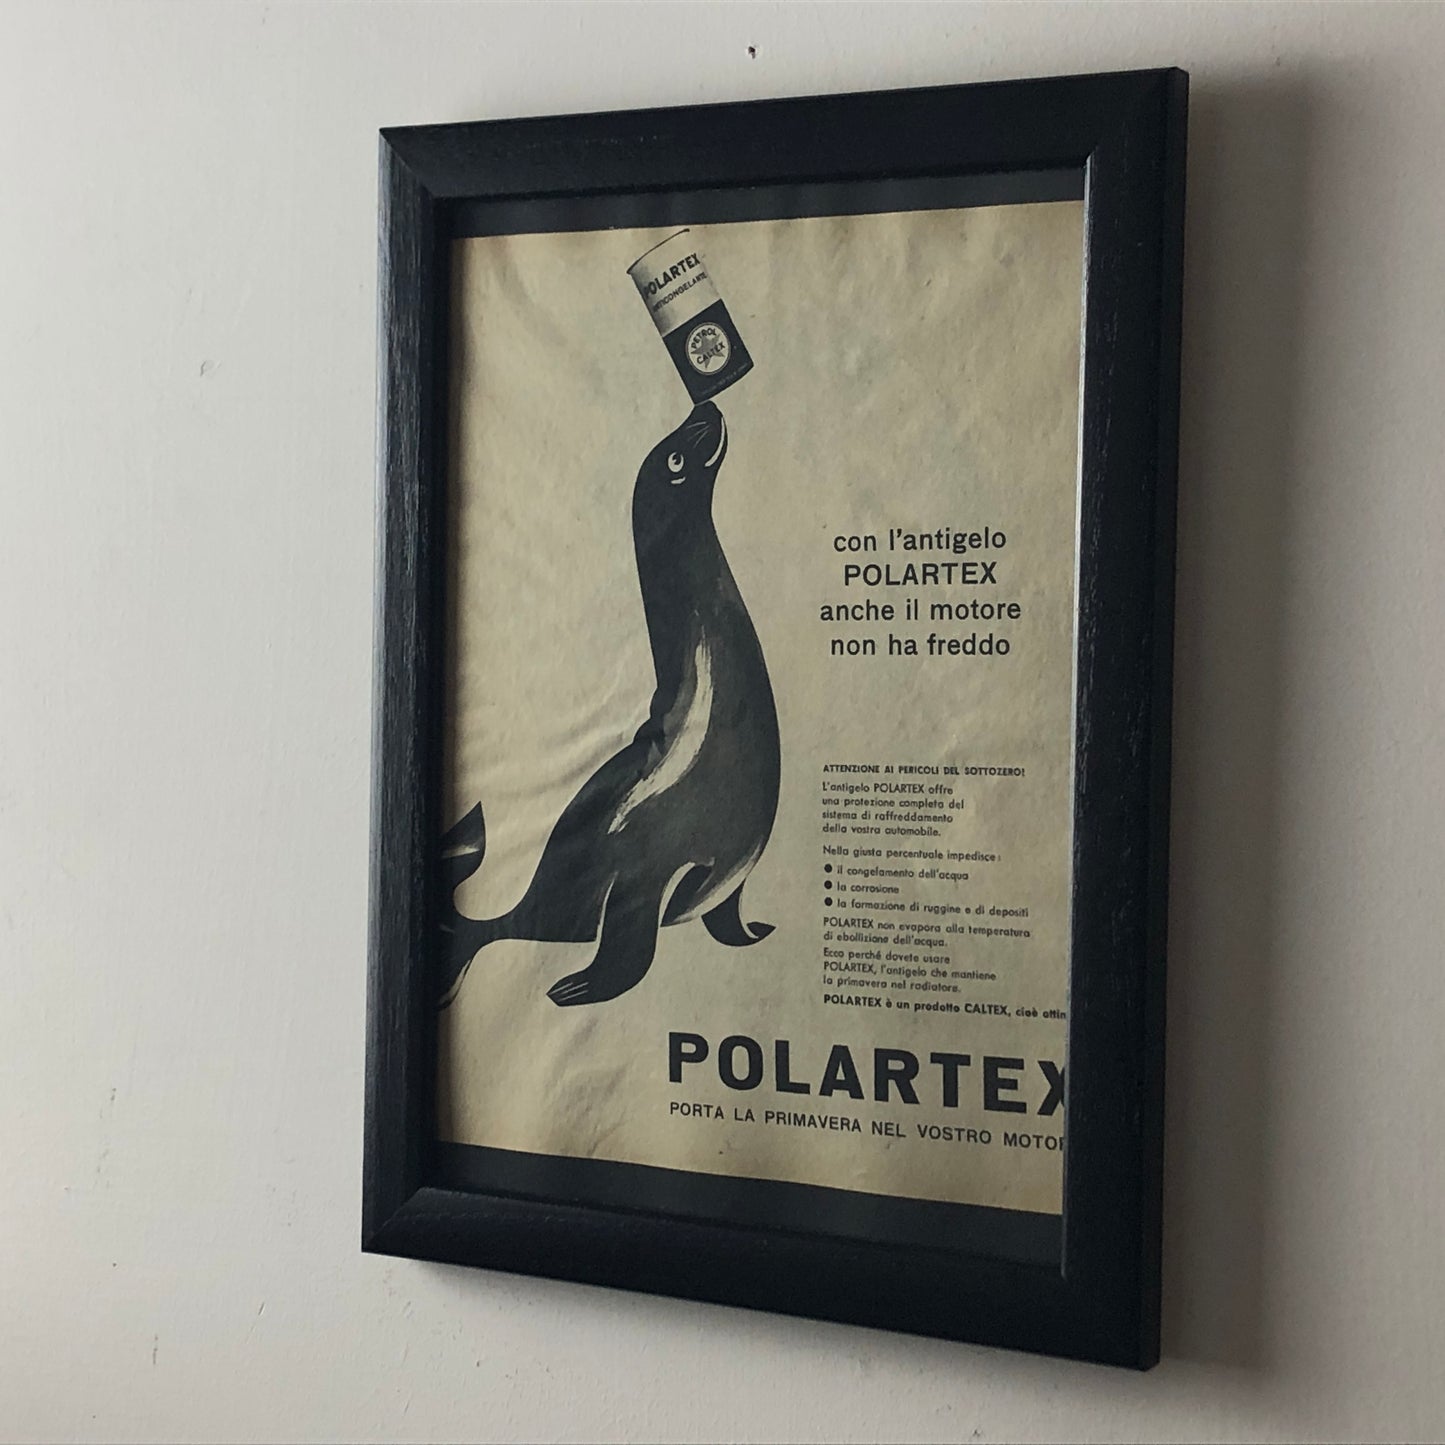 POLARTEX
ANTICONGELANTE
PETROL
CALTEX
con l'antigelo
POLARTEX
anche il motore
non ha freddo
ATTENZIONE AI PERICOLI DEL SOTTOZERO!
L'antigelo POLARTEX offre
una protezione completa del
sistema di raffreddamento
della vostra automobile.
Nella giusta percentuale impedisce:
● il congelamento dell'acqua
● la corrosione
● la formazione di ruggine e di depositi
POLARTEX non evapora alla temperatura
di ebollizione dell'acqua.
Ecco perché dovete usare
POLARTEX, l'antigelo che mantiene
la primavera nel radiatore.
POLARTEX è un prodotto CALTEX, cioè ottim
POLARTEX
PORTA LA PRIMAVERA NEL VOSTRO MOTOR